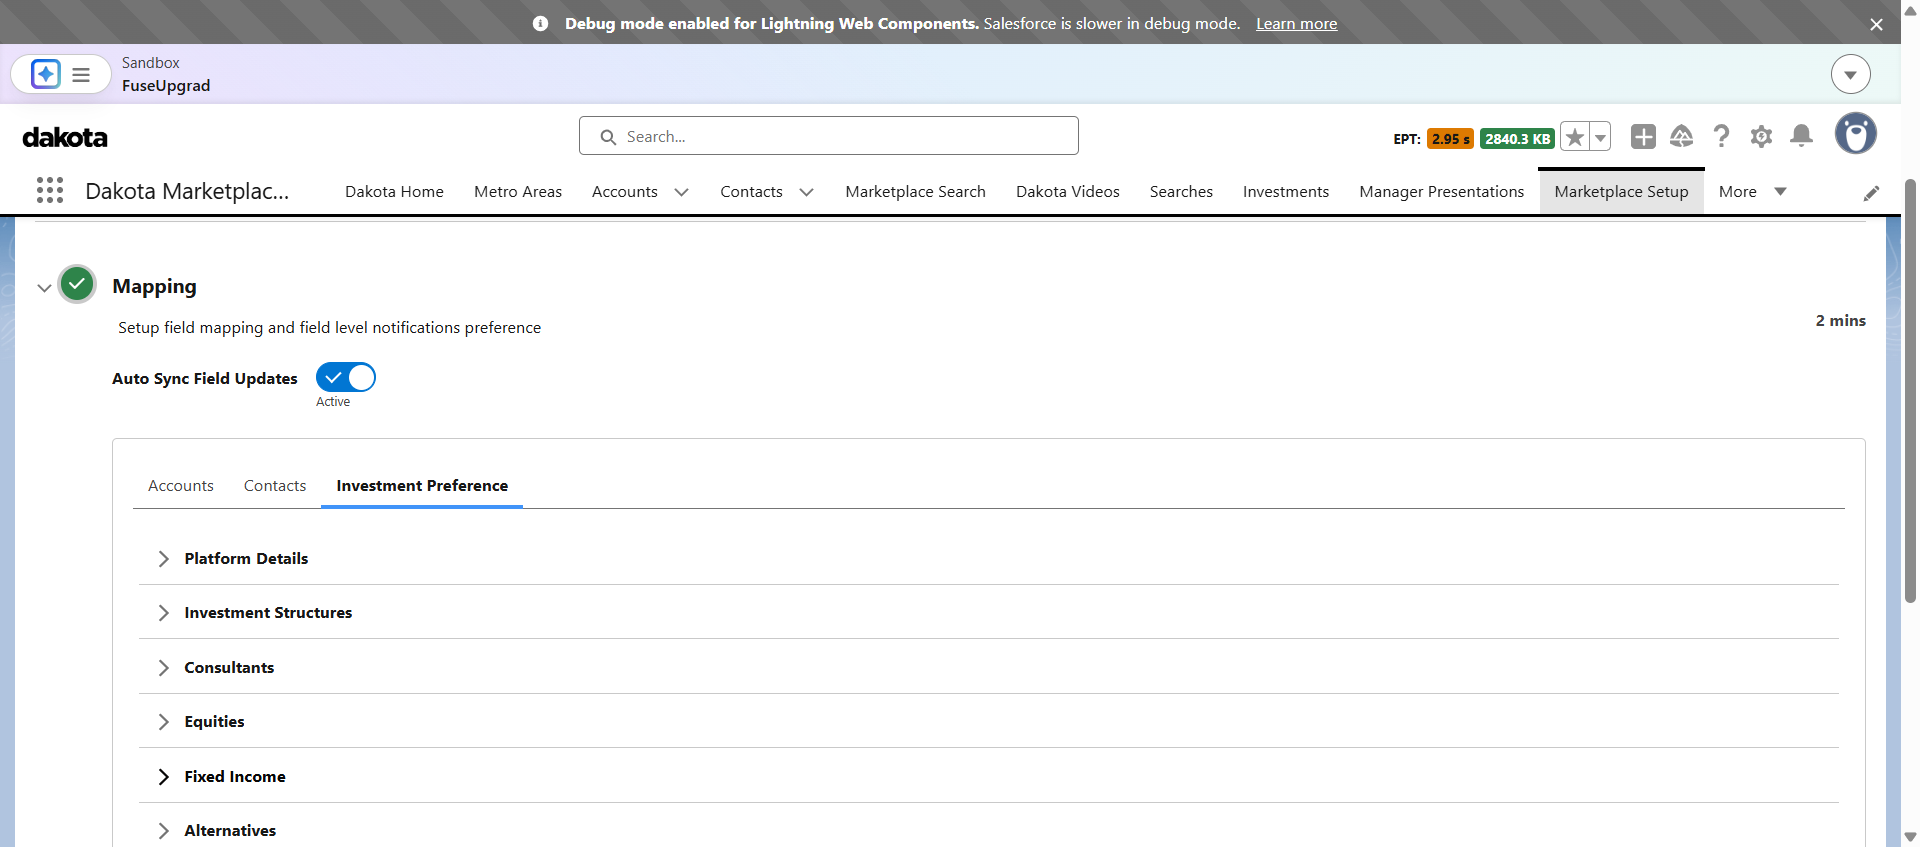 Debug mode enabled for Lightning Web Components. Salesforce is slower in debug mode. Learn more
Sandbox
FuseUpgrad
dakota
Search...
EPT: 2.95 s 2840.3 KB
Dakota Marketplac...
Dakota Home
Metro Areas
Accounts
Contacts
Marketplace Search
Dakota Videos
Searches
Investments
Manager Presentations
Marketplace Setup
More
Mapping
Setup field mapping and field level notifications preference
2 mins
Auto Sync Field Updates
Active
Accounts
Contacts
Investment Preference
Platform Details
Investment Structures
Consultants
Equities
Fixed Income
Alternatives